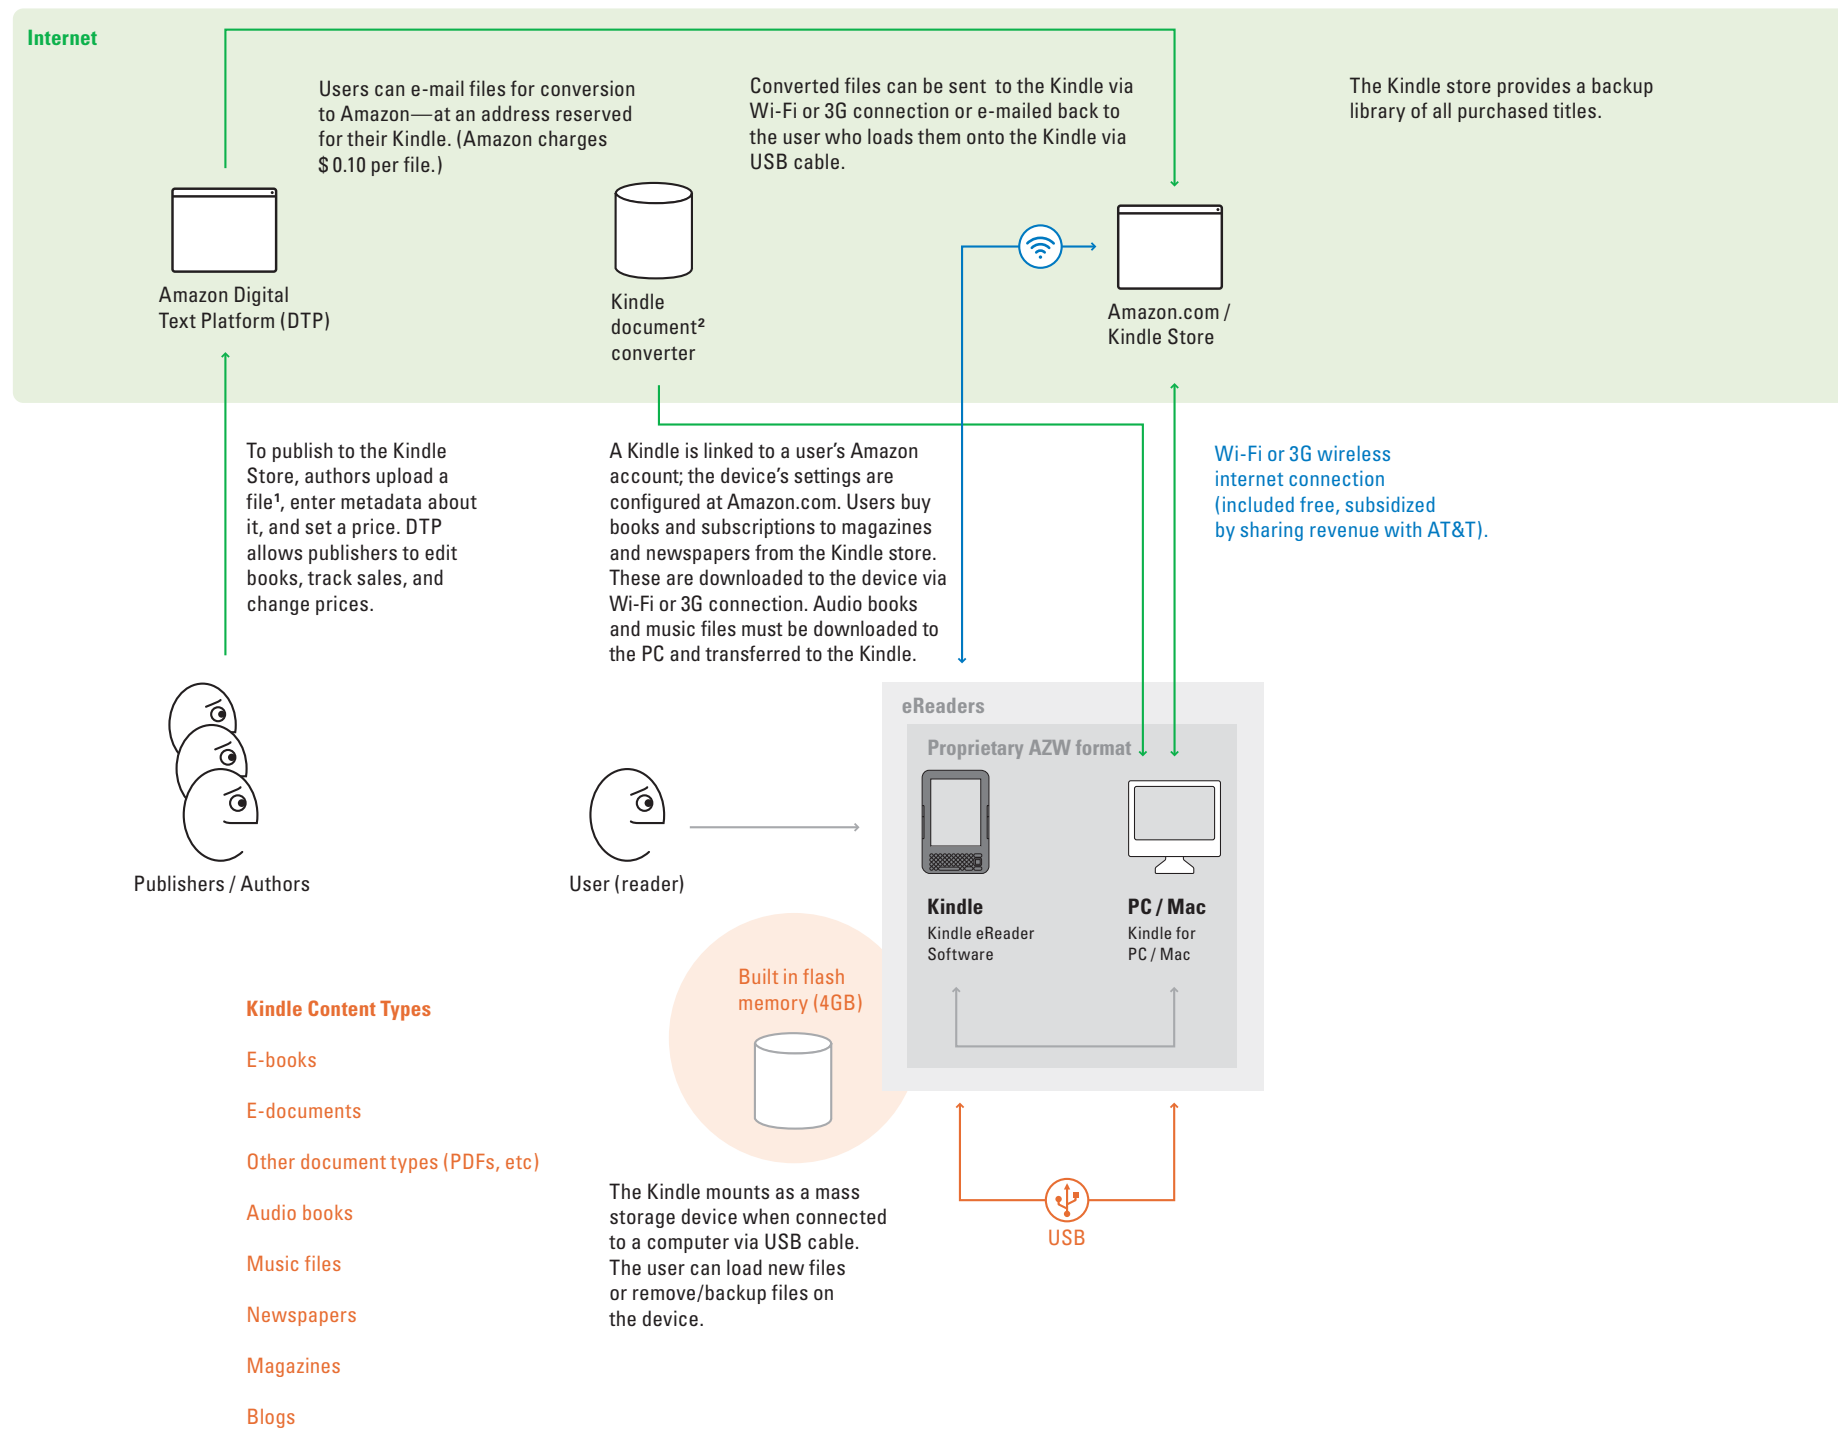 Internet
Users can e-mail files for conversion
to Amazon—at an address reserved
for their Kindle. (Amazon charges
$0.10 per file.)
Converted files can be sent to the Kindle via
Wi-Fi or 3G connection or e-mailed back to
the user who loads them onto the Kindle via
USB cable.
The Kindle store provides a backup
library of all purchased titles.
Amazon Digital
Text Platform (DTP)
Kindle
document²
converter
Amazon.com /
Kindle Store
To publish to the Kindle
Store, authors upload a
file¹, enter metadata about
it, and set a price. DTP
allows publishers to edit
books, track sales, and
change prices.
A Kindle is linked to a user's Amazon
account; the device's settings are
configured at Amazon.com. Users buy
books and subscriptions to magazines
and newspapers from the Kindle store.
These are downloaded to the device via
Wi-Fi or 3G connection. Audio books
and music files must be downloaded to
the PC and transferred to the Kindle.
Wi-Fi or 3G wireless
internet connection
(included free, subsidized
by sharing revenue with AT&T).
Publishers / Authors
User (reader)
eReaders
Proprietary AZW format
Kindle
Kindle eReader
Software
PC / Mac
Kindle for
PC / Mac
Built in flash
memory (4GB)
Kindle Content Types
E-books
E-documents
Other document types (PDFs, etc)
Audio books
Music files
Newspapers
Magazines
Blogs
The Kindle mounts as a mass
storage device when connected
to a computer via USB cable.
The user can load new files
or remove/backup files on
the device.
USB